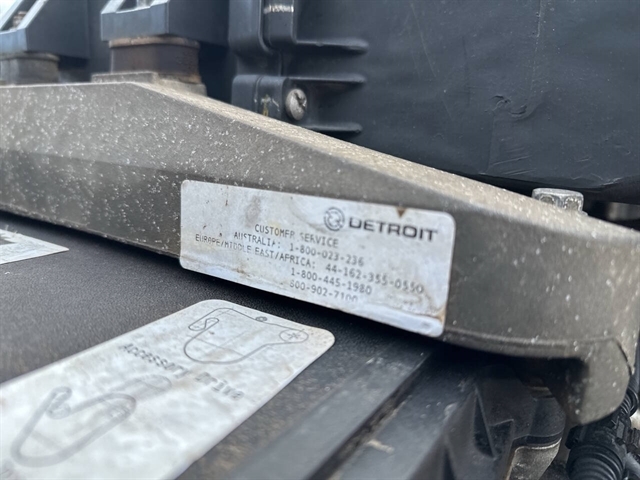 DETROIT
CUSTOMER SERVICE
AUSTRALIA: 1-800-023-236
EUROPE/MIDDLE EAST/AFRICA: 44-162-355-0550
1-800-445-1980
800-902-7100
Accessory Drive